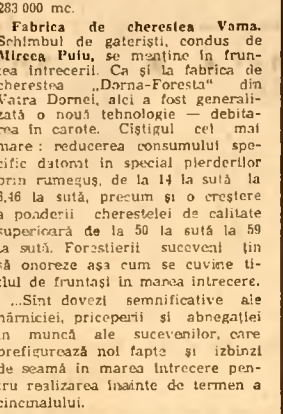 283 000 mc.
Fabrica de cherestea Vama.
Schimbul de gateriști, condus de
Mircea Puiu, se menține în frun-
tea întrecerii. Ca și la fabrica de
cherestea „Dorna-Foresta" din
Vatra Dornei, aici a fost generali-
zată o nouă tehnologie — debita-
rea în carote. Cîștigul cel mai
mare : reducerea consumului spe-
cific datorat în special pierderilor
prin rumeguș, de la 14 la sută la
8,46 la sută, precum și o creștere
a ponderii cherestelei de calitate
superioară de la 50 la sută la 59
la sută. Forestierii suceveni țin
să onoreze așa cum se cuvine ti-
tlul de fruntași în marea întrecere.
...Sînt dovezi semnificative ale
hărniciei, priceperii și abnegației
în muncă ale sucevenilor, care
prefigurează noi fapte și izbînzi
de seamă în marea întrecere pen-
tru realizarea înainte de termen a
cincinalului.